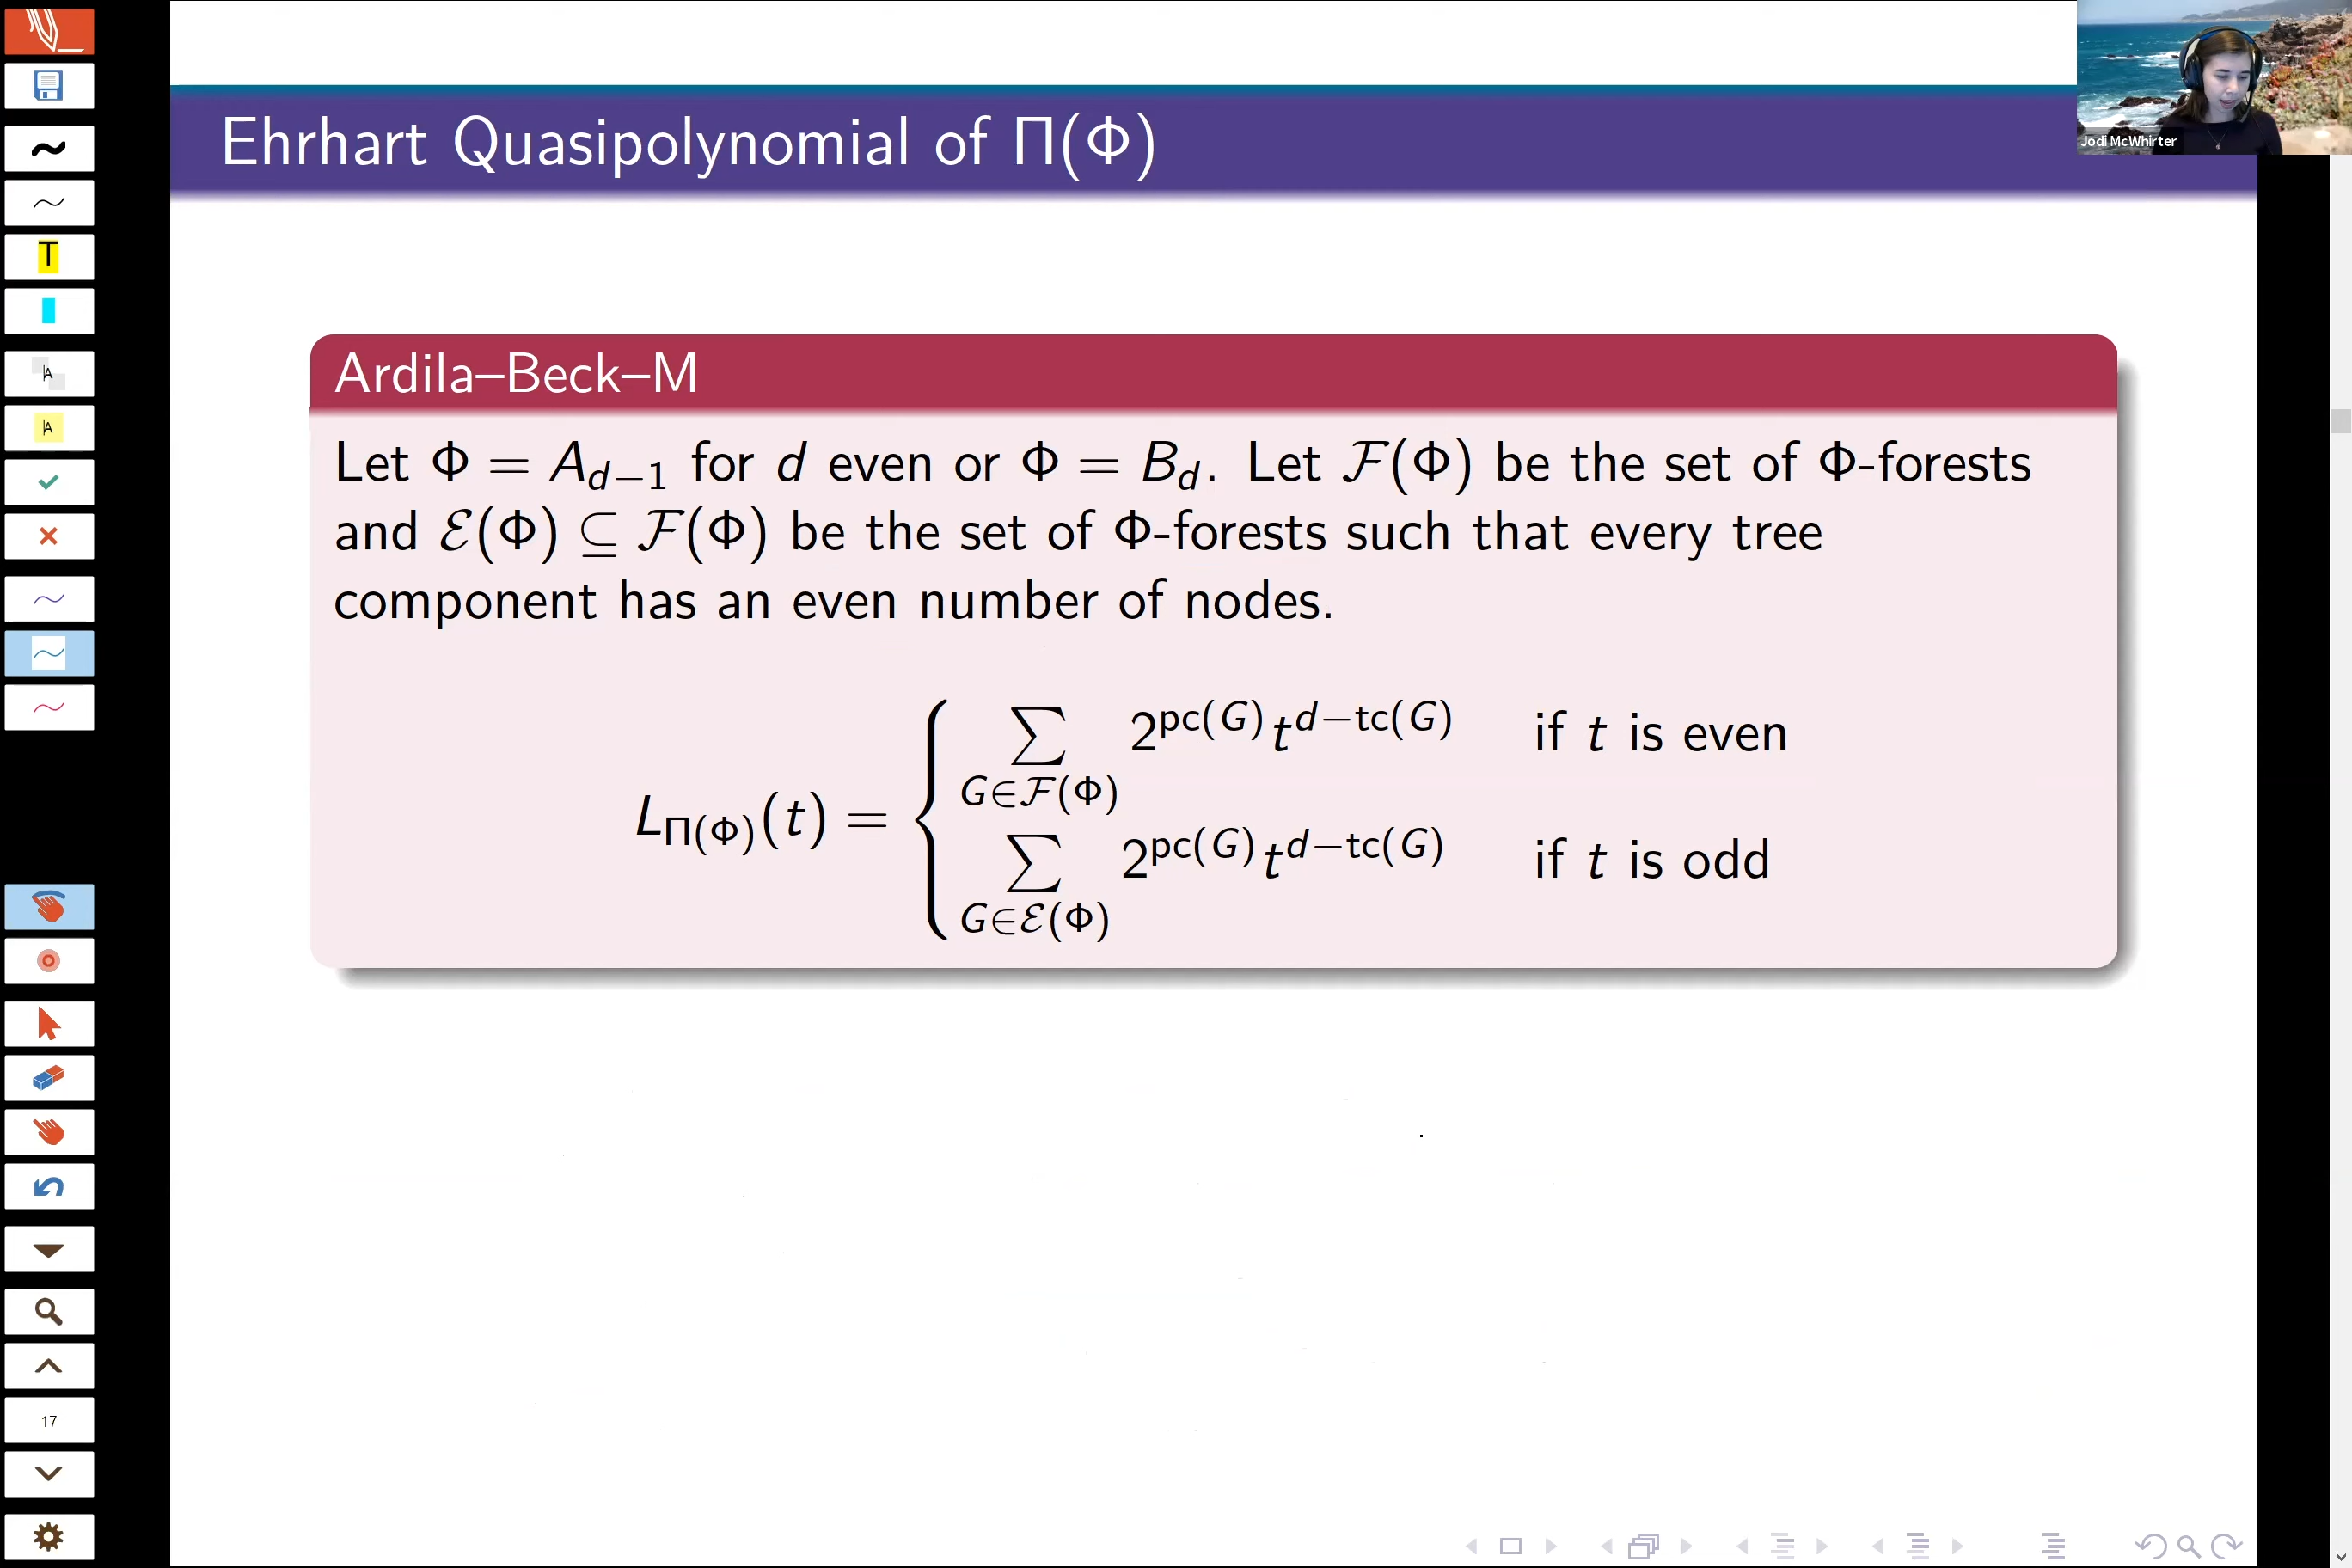 Ehrhart Quasipolynomial of Π(Φ)
Jodi McWhirter
Ardila–Beck–M
Let Φ = A_{d−1} for d even or Φ = B_d. Let ℱ(Φ) be the set of Φ-forests
and ℰ(Φ) ⊆ ℱ(Φ) be the set of Φ-forests such that every tree
component has an even number of nodes.
L_{Π(Φ)}(t) = { ∑_{G∈ℱ(Φ)} 2^{pc(G)} t^{d−tc(G)} if t is even
∑_{G∈ℰ(Φ)} 2^{pc(G)} t^{d−tc(G)} if t is odd
T
A
A
17